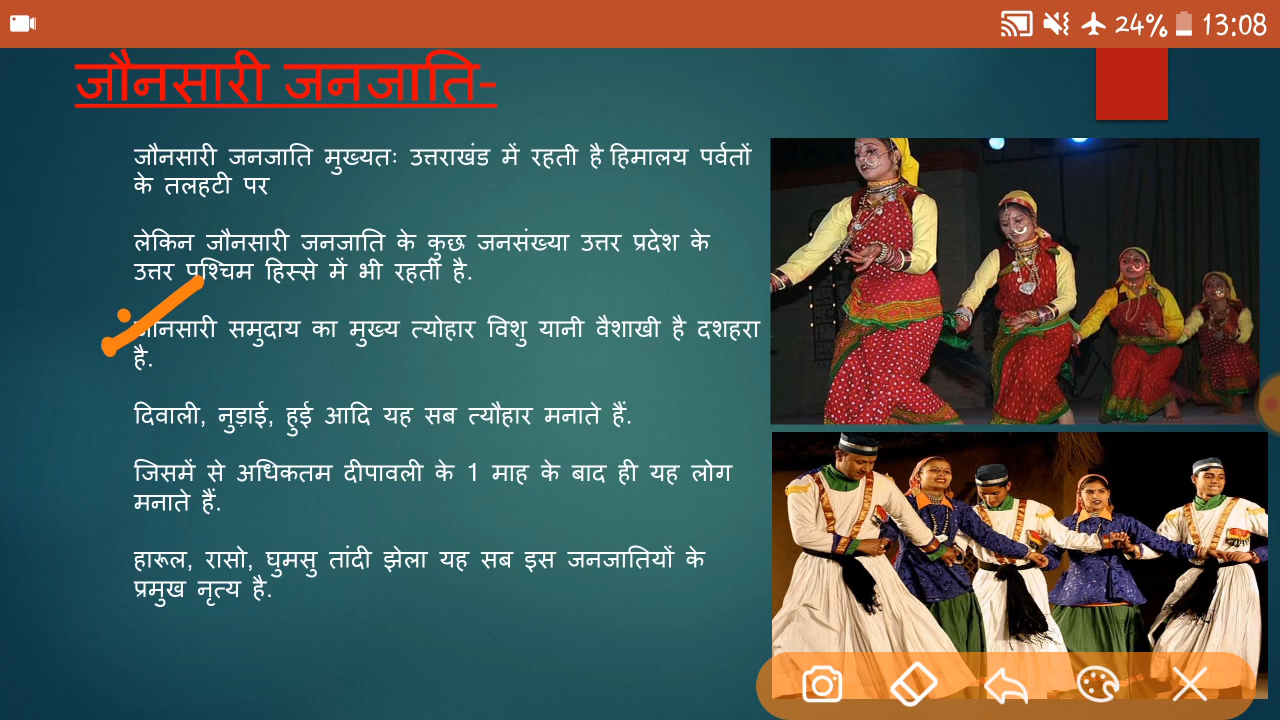 24% 13:08
जौनसारी जनजाति-
जौनसारी जनजाति मुख्यतः उत्तराखंड में रहती है हिमालय पर्वतों
के तलहटी पर
लेकिन जौनसारी जनजाति के कुछ जनसंख्या उत्तर प्रदेश के
उत्तर पश्चिम हिस्से में भी रहती है.
जौनसारी समुदाय का मुख्य त्योहार विशु यानी वैशाखी है दशहरा
है.
दिवाली, नुड़ाई, हुई आदि यह सब त्यौहार मनाते हैं.
जिसमें से अधिकतम दीपावली के 1 माह के बाद ही यह लोग
मनाते हैं.
हारूल, रासो, घुमसु तांदी झेला यह सब इस जनजातियों के
प्रमुख नृत्य है.